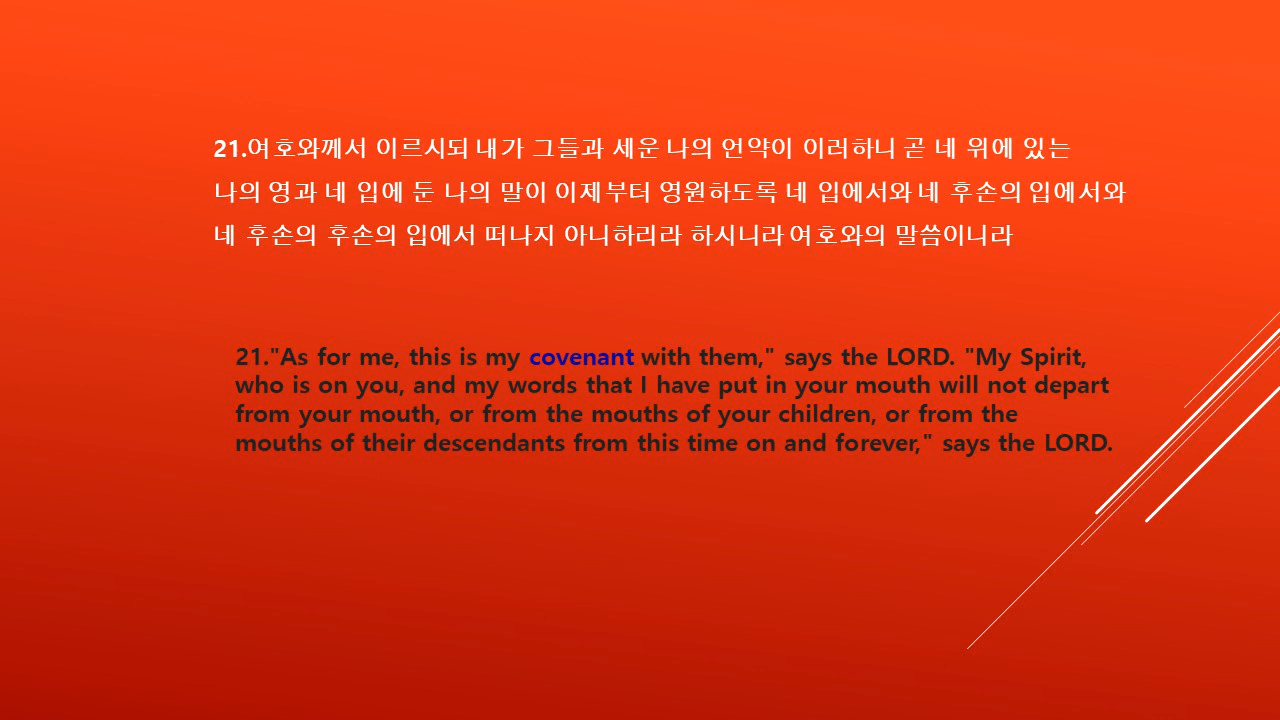 21.여호와께서 이르시되 내가 그들과 세운 나의 언약이 이러하니 곧 네 위에 있는
나의 영과 네 입에 둔 나의 말이 이제부터 영원하도록 네 입에서와 네 후손의 입에서와
네 후손의 후손의 입에서 떠나지 아니하리라 하시니라 여호와의 말씀이니라
21."As for me, this is my covenant with them," says the LORD. "My Spirit,
who is on you, and my words that I have put in your mouth will not depart
from your mouth, or from the mouths of your children, or from the
mouths of their descendants from this time on and forever," says the LORD.